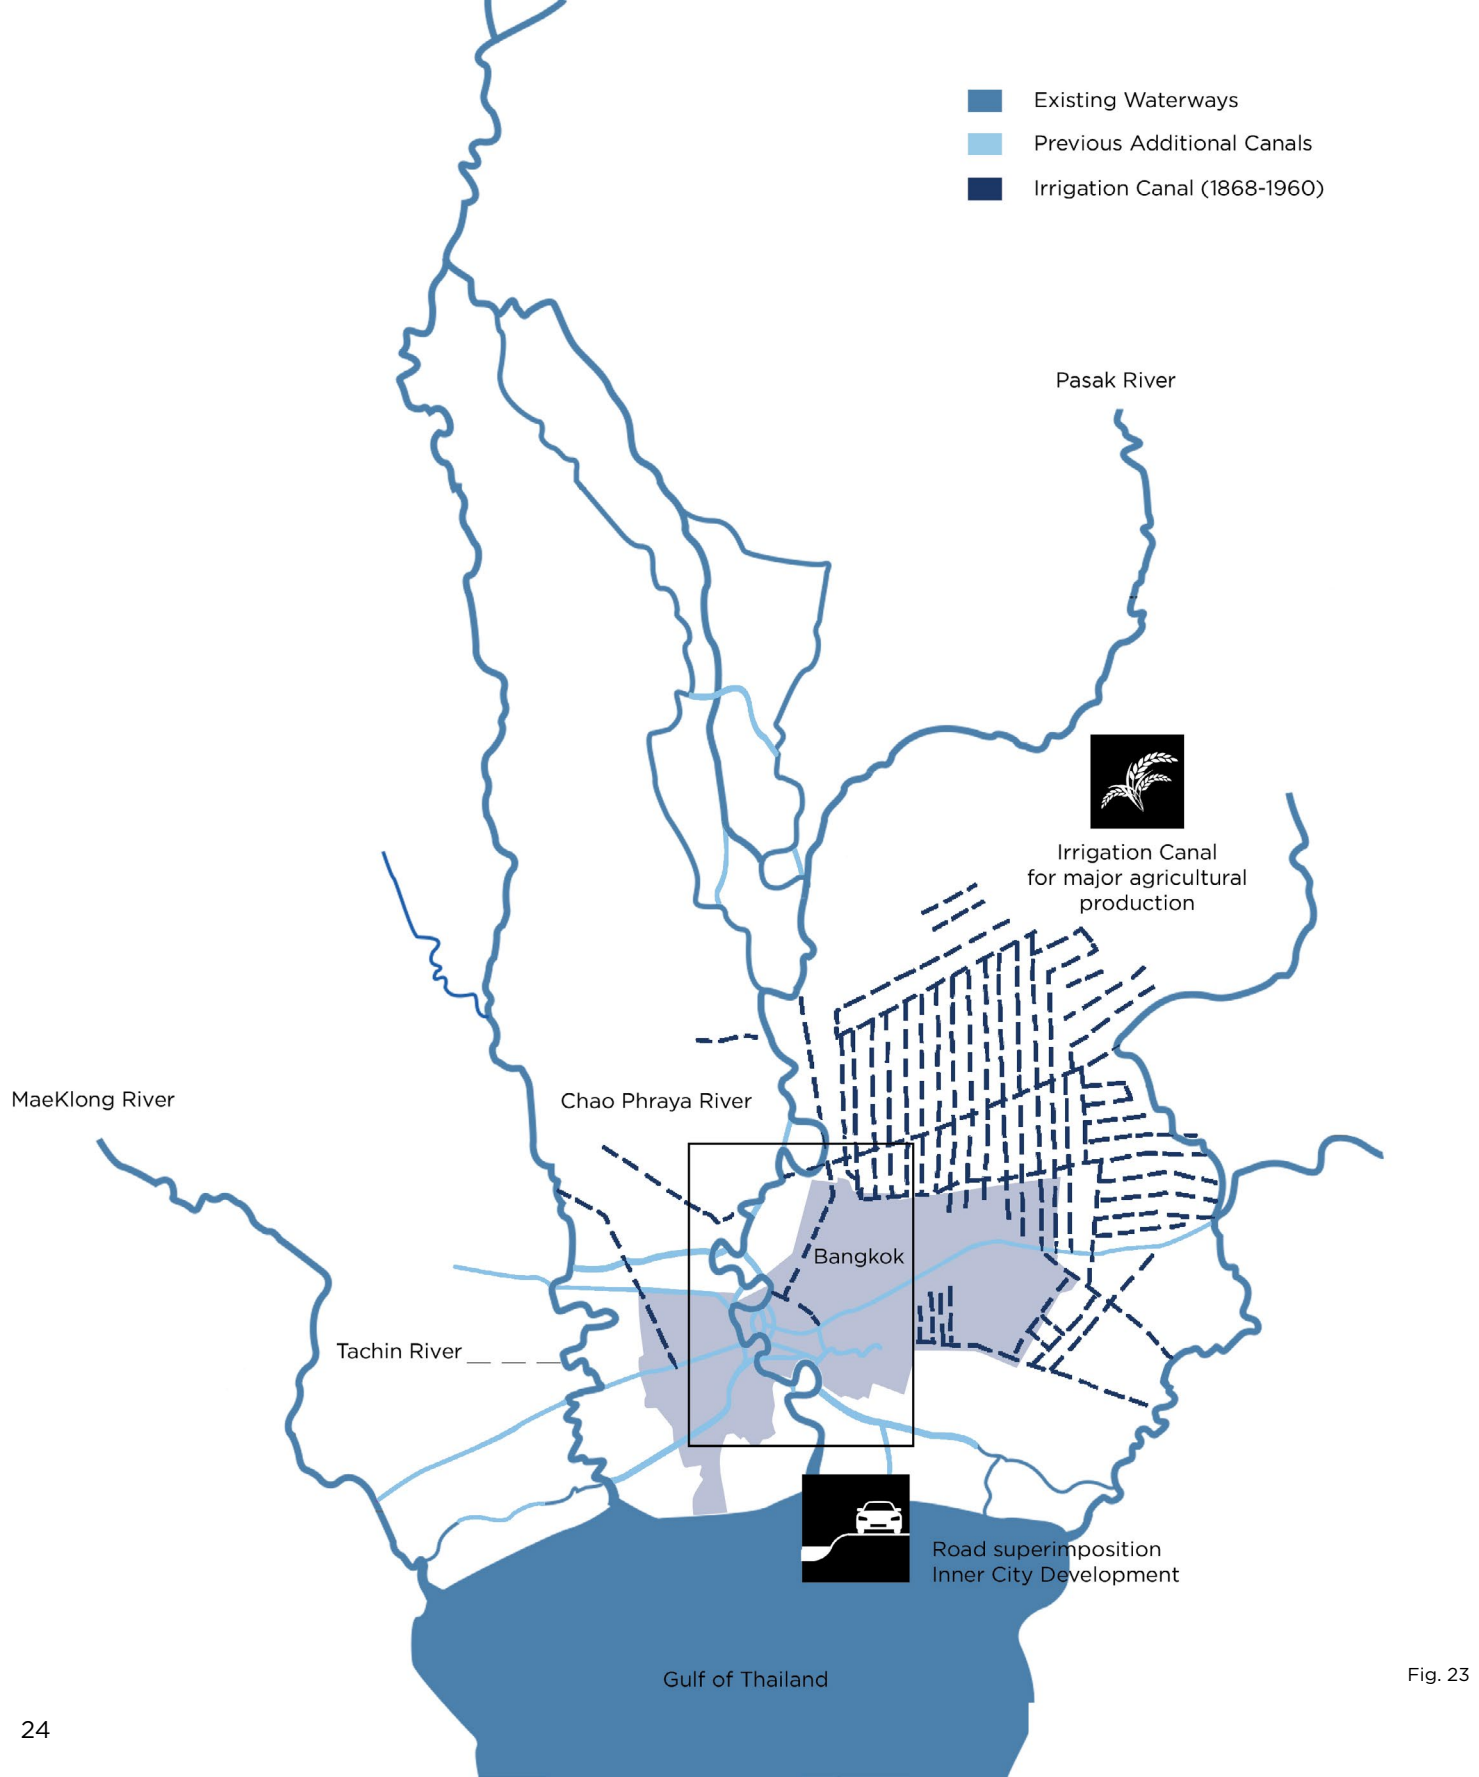 Existing Waterways
Previous Additional Canals
Irrigation Canal (1868-1960)
Pasak River
Irrigation Canal
for major agricultural
production
MaeKlong River
Chao Phraya River
Bangkok
Tachin River
Road superimposition
Inner City Development
Gulf of Thailand
Fig. 23
24